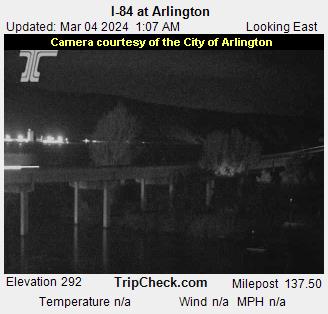 I-84 at Arlington
Updated: Mar 04 2024 1:07 AM Looking East
Camera courtesy of the City of Arlington
Elevation 292 TripCheck.com Milepost 137.50
Temperature n/a Wind n/a MPH n/a